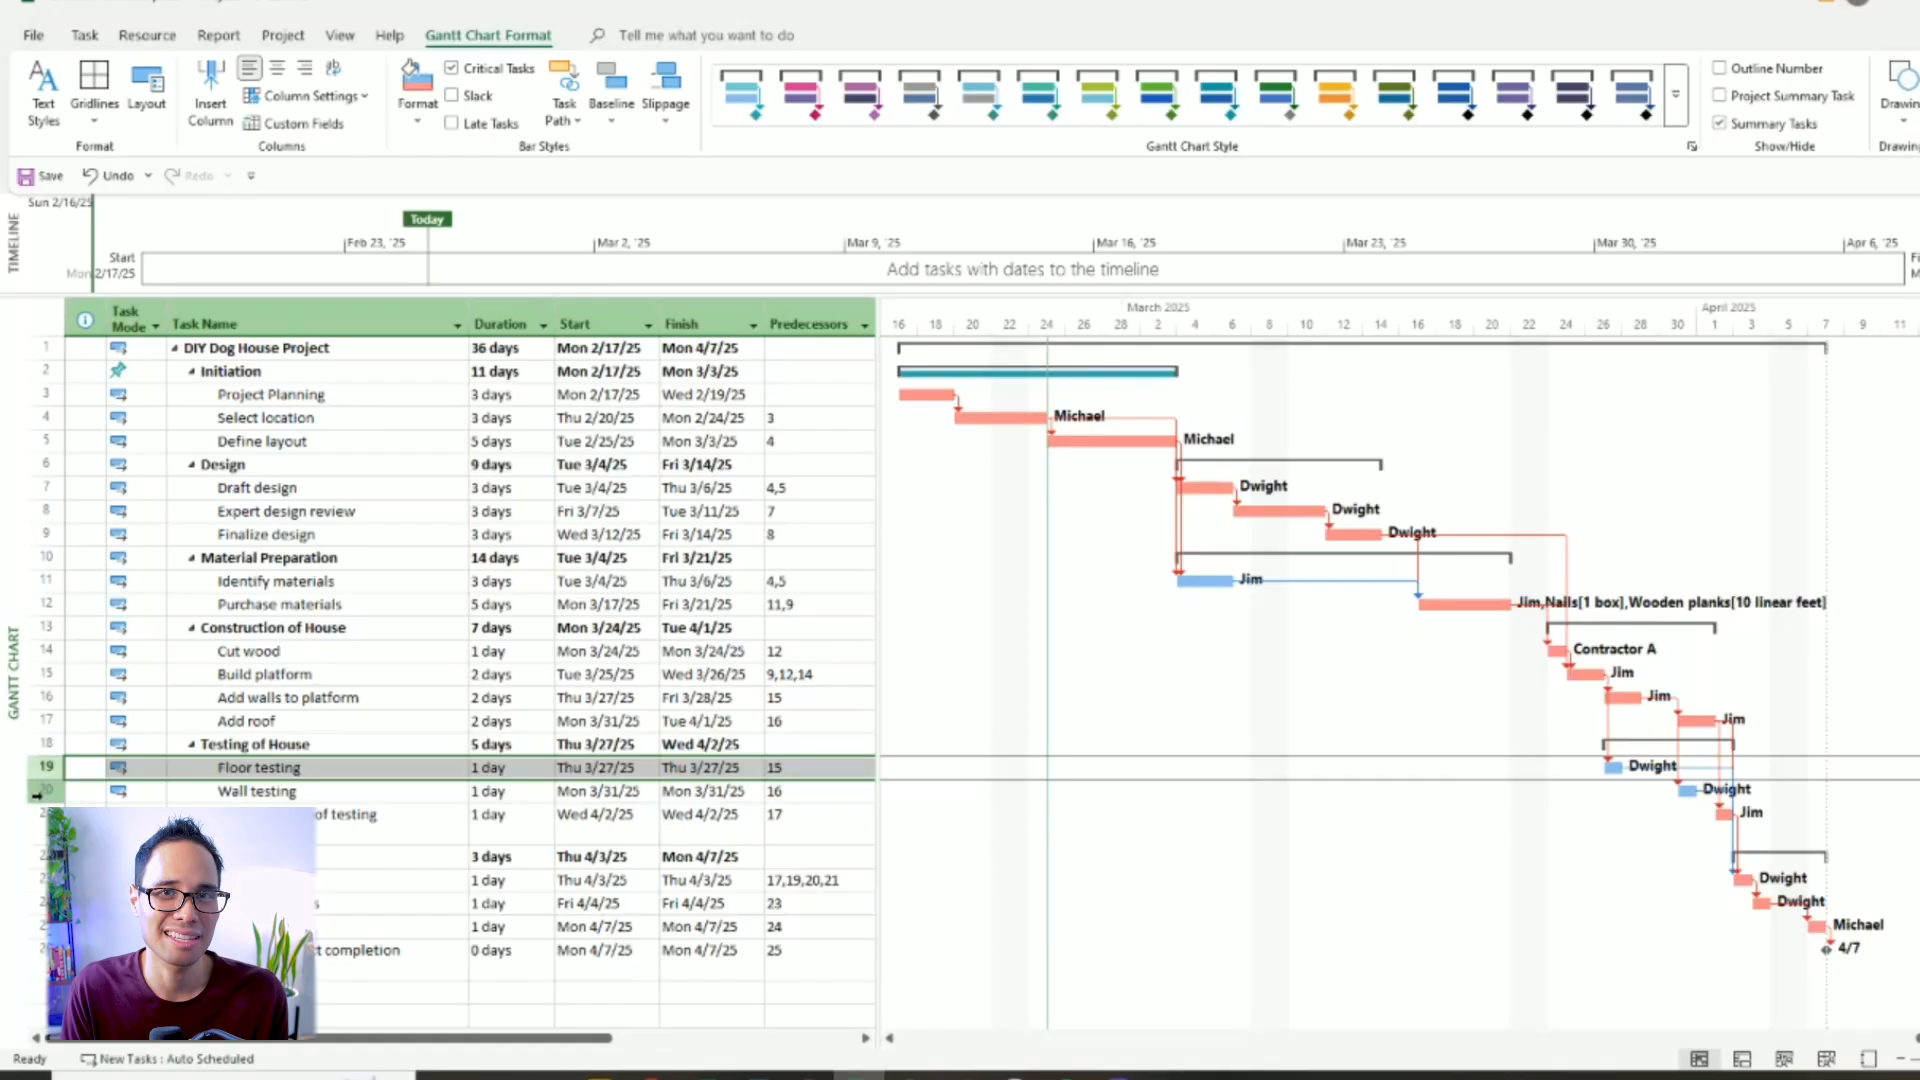 File Task Resource Report Project View Help Gantt Chart Format Tell me what you want to do
Text Styles
Gridlines
Layout
Format
Insert Column
Column Settings
Custom Fields
Columns
Format
Critical Tasks
Slack
Late Tasks
Task Path
Baseline
Slippage
Bar Styles
Gantt Chart Style
Outline Number
Project Summary Task
Summary Tasks
Show/Hide
Drawin
Drawin
Save Undo Redo
TIMELINE
Sun 2/16/25
Today
Feb 23, '25 Mar 2, '25 Mar 9, '25 Mar 16, '25 Mar 23, '25 Mar 30, '25 Apr 6, '25
Start
Mon 2/17/25
Add tasks with dates to the timeline
Fi
M
GANTT CHART
Task Mode Task Name Duration Start Finish Predecessors
March 2025 April 2025
16 18 20 22 24 26 28 2 4 6 8 10 12 14 16 18 20 22 24 26 28 30 1 3 5 7 9 11
1 DIY Dog House Project 36 days Mon 2/17/25 Mon 4/7/25
2 Initiation 11 days Mon 2/17/25 Mon 3/3/25
3 Project Planning 3 days Mon 2/17/25 Wed 2/19/25
4 Select location 3 days Thu 2/20/25 Mon 2/24/25 3 Michael
5 Define layout 5 days Tue 2/25/25 Mon 3/3/25 4 Michael
6 Design 9 days Tue 3/4/25 Fri 3/14/25
7 Draft design 3 days Tue 3/4/25 Thu 3/6/25 4,5 Dwight
8 Expert design review 3 days Fri 3/7/25 Tue 3/11/25 7 Dwight
9 Finalize design 3 days Wed 3/12/25 Fri 3/14/25 8 Dwight
10 Material Preparation 14 days Tue 3/4/25 Fri 3/21/25
11 Identify materials 3 days Tue 3/4/25 Thu 3/6/25 4,5 Jim
12 Purchase materials 5 days Mon 3/17/25 Fri 3/21/25 11,9 Jim,Nails[1 box],Wooden planks[10 linear feet]
13 Construction of House 7 days Mon 3/24/25 Tue 4/1/25
14 Cut wood 1 day Mon 3/24/25 Mon 3/24/25 12 Contractor A
15 Build platform 2 days Tue 3/25/25 Wed 3/26/25 9,12,14 Jim
16 Add walls to platform 2 days Thu 3/27/25 Fri 3/28/25 15 Jim
17 Add roof 2 days Mon 3/31/25 Tue 4/1/25 16 Jim
18 Testing of House 5 days Thu 3/27/25 Wed 4/2/25
19 Floor testing 1 day Thu 3/27/25 Thu 3/27/25 15 Dwight
20 Wall testing 1 day Mon 3/31/25 Mon 3/31/25 16 Dwight
of testing 1 day Wed 4/2/25 Wed 4/2/25 17 Jim
3 days Thu 4/3/25 Mon 4/7/25
1 day Thu 4/3/25 Thu 4/3/25 17,19,20,21 Dwight
s 1 day Fri 4/4/25 Fri 4/4/25 23 Dwight
1 day Mon 4/7/25 Mon 4/7/25 24 Michael
completion 0 days Mon 4/7/25 Mon 4/7/25 25 4/7
Ready New Tasks : Auto Scheduled